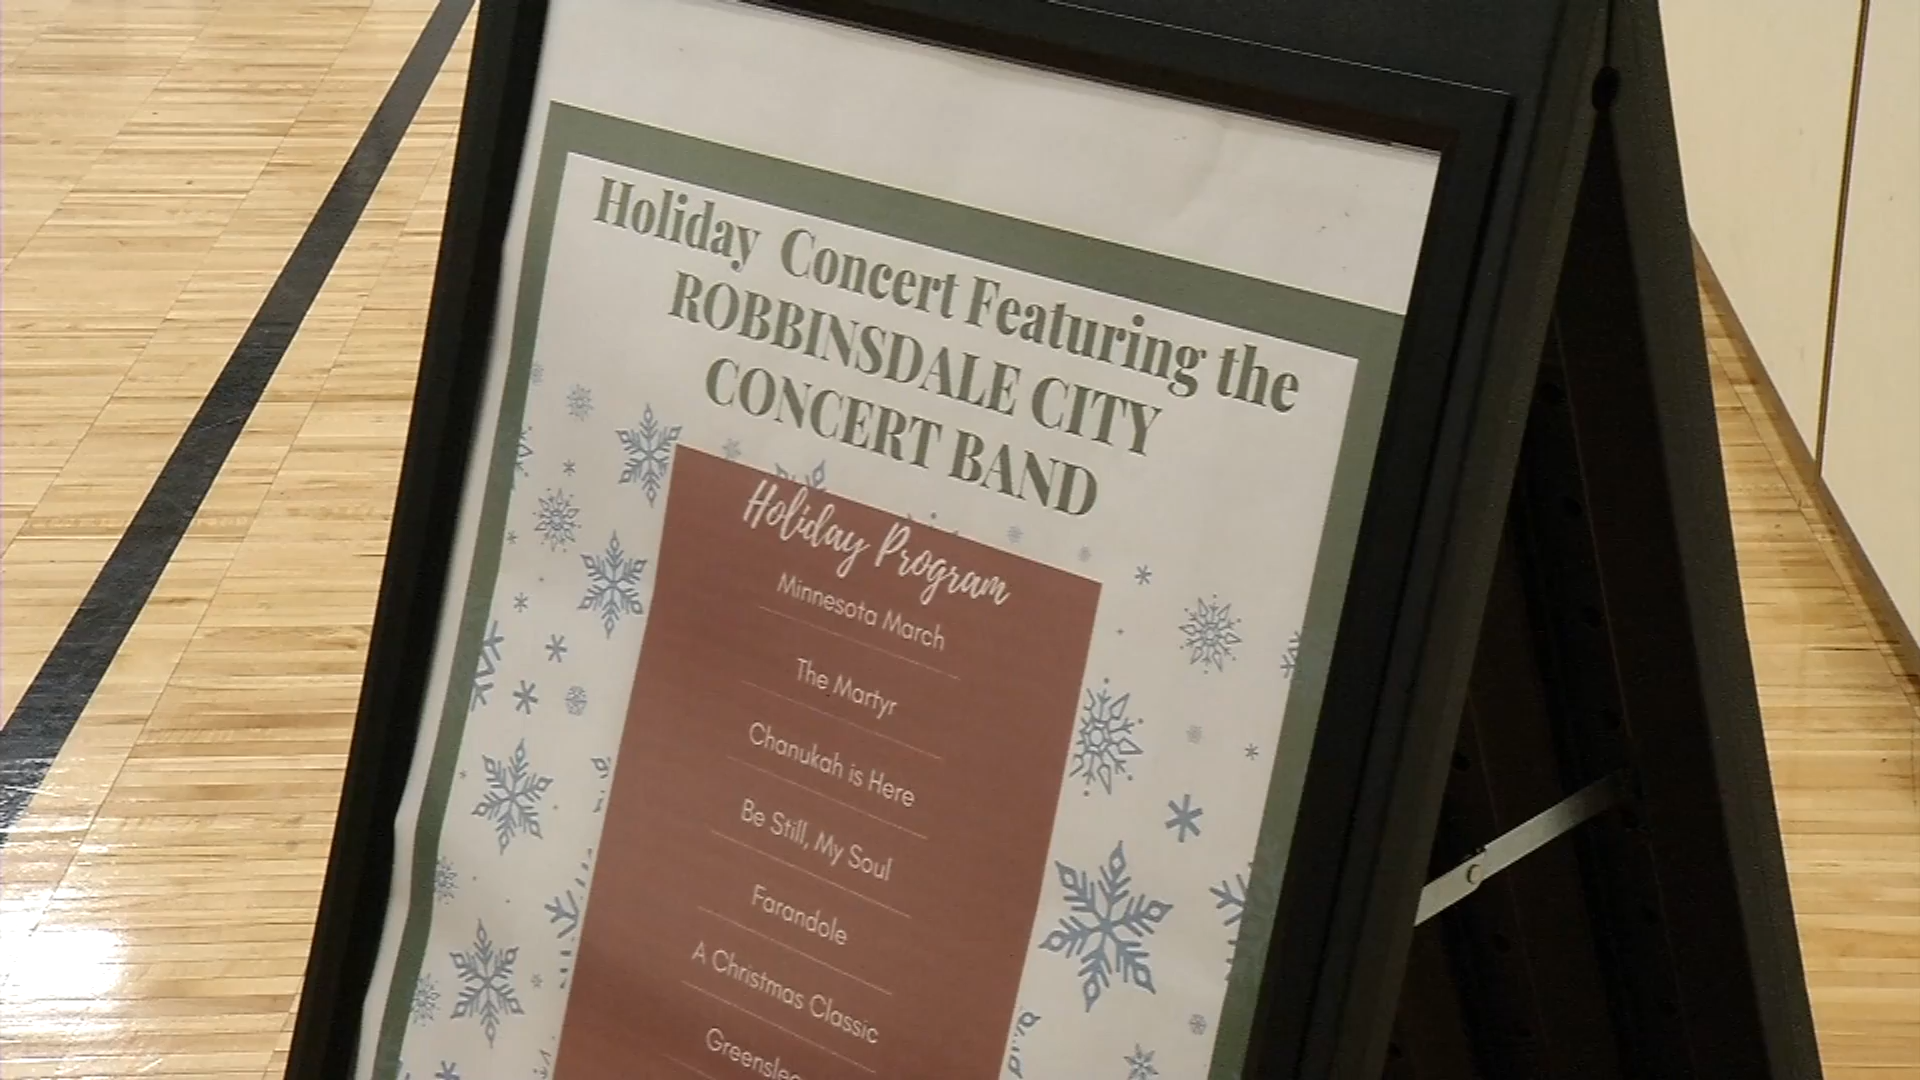 Holiday Concert Featuring the
ROBBINSDALE CITY
CONCERT BAND
Holiday Program
Minnesota March
The Martyr
Chanukah is Here
Be Still, My Soul
Farandole
A Christmas Classic